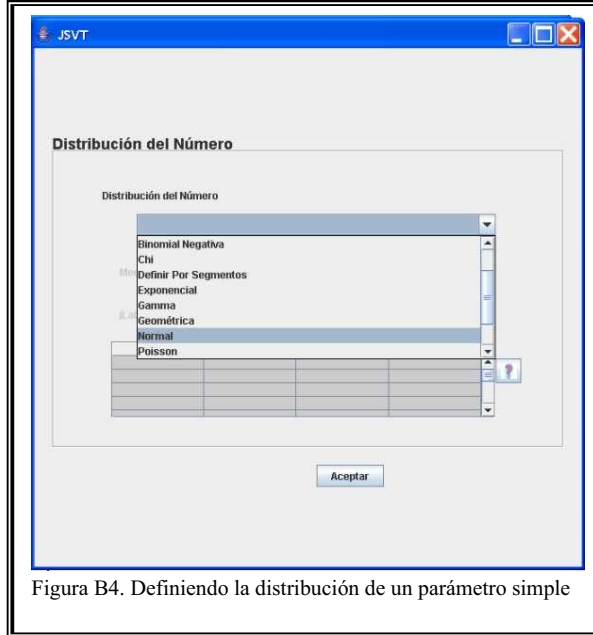 JSVT
Distribución del Número
Distribución del Número
Binomial Negativa
Chi
Definir Por Segmentos
Exponencial
Gamma
Geométrica
Normal
Poisson
?
Aceptar
Figura B4. Definiendo la distribución de un parámetro simple